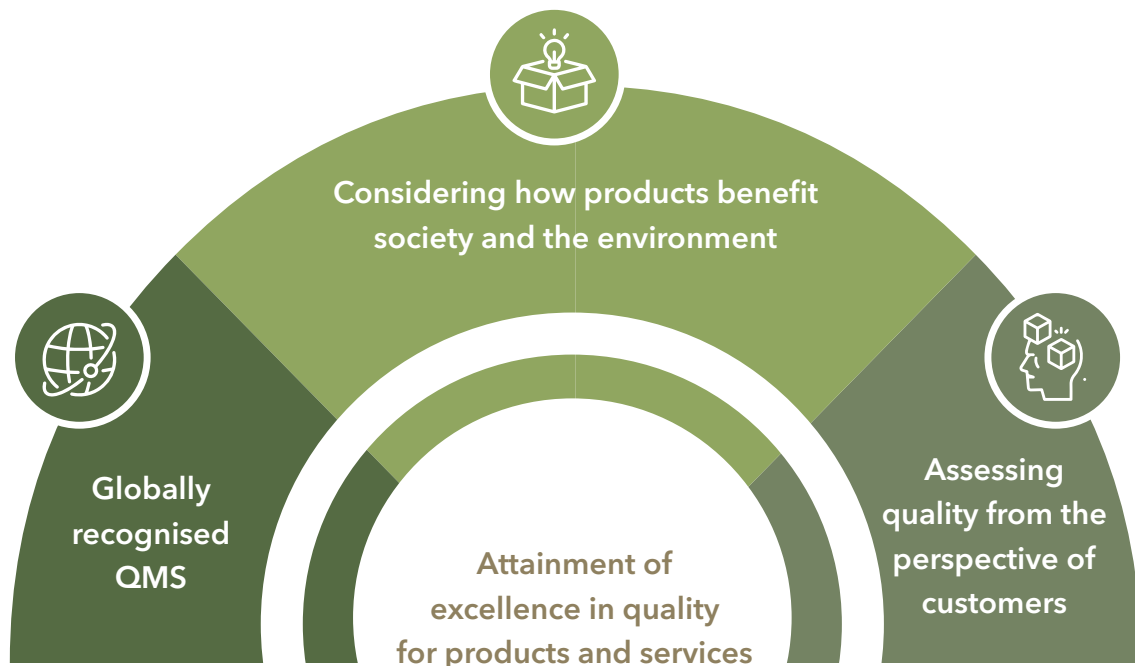 Considering how products benefit
society and the environment
Globally
recognised
QMS
Assessing
quality from the
perspective of
customers
Attainment of
excellence in quality
for products and services